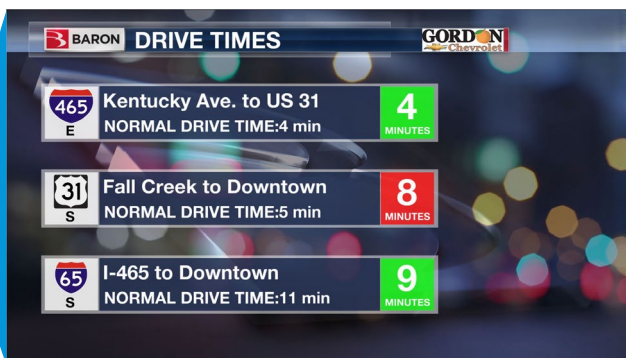 BARON DRIVE TIMES GORDON
Chevrolet
465 Kentucky Ave. to US 31 4
E NORMAL DRIVE TIME:4 min MINUTES
31 Fall Creek to Downtown 8
S NORMAL DRIVE TIME:5 min MINUTES
65 I-465 to Downtown 9
S NORMAL DRIVE TIME:11 min MINUTES